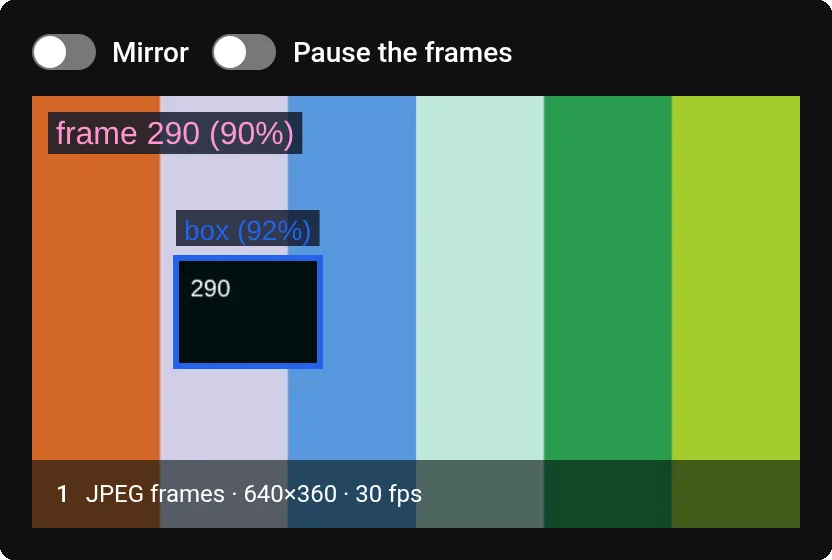 Mirror Pause the frames
frame 290 (90%)
box (92%)
290
1 JPEG frames · 640×360 · 30 fps